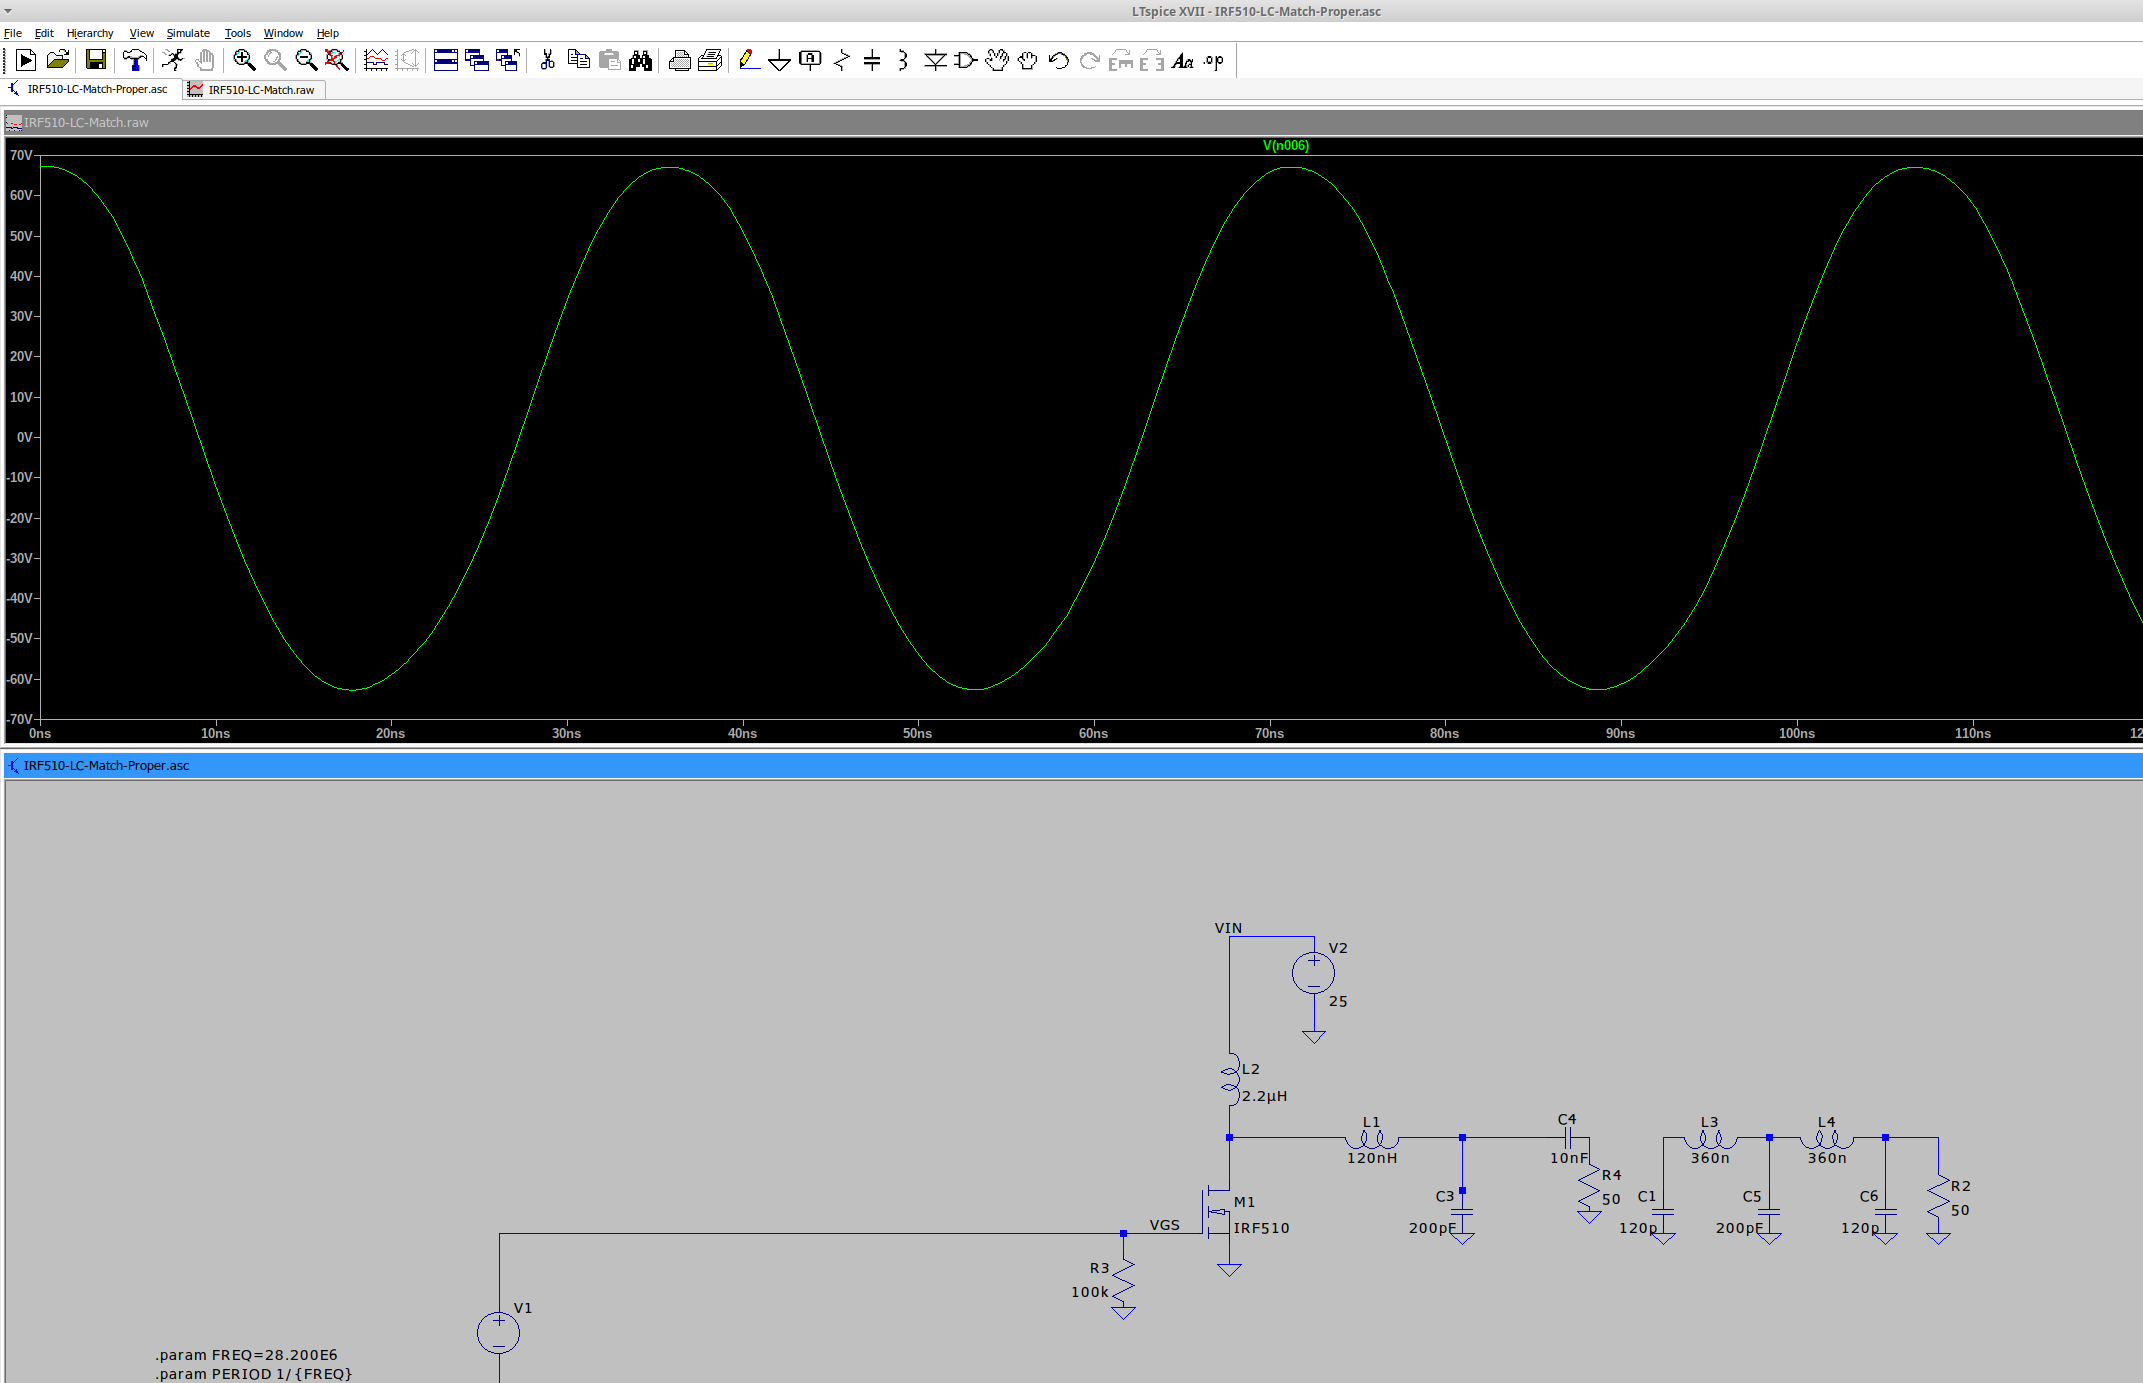 LTspice XVII - IRF510-LC-Match-Proper.asc
File Edit Hierarchy View Simulate Tools Window Help
IRF510-LC-Match-Proper.asc IRF510-LC-Match.raw
IRF510-LC-Match.raw
V(n006)
70V
60V
50V
40V
30V
20V
10V
0V
-10V
-20V
-30V
-40V
-50V
-60V
-70V
0ns 10ns 20ns 30ns 40ns 50ns 60ns 70ns 80ns 90ns 100ns 110ns 12
IRF510-LC-Match-Proper.asc
VIN
V2
25
L2
2.2µH
L1
120nH
C4
10nF
R4
50
C3
200pF
L3
360n
L4
360n
C1
120p
C5
200pF
C6
120p
R2
50
M1
IRF510
VGS
R3
100k
V1
.param FREQ=28.200E6
.param PERIOD 1/{FREQ}